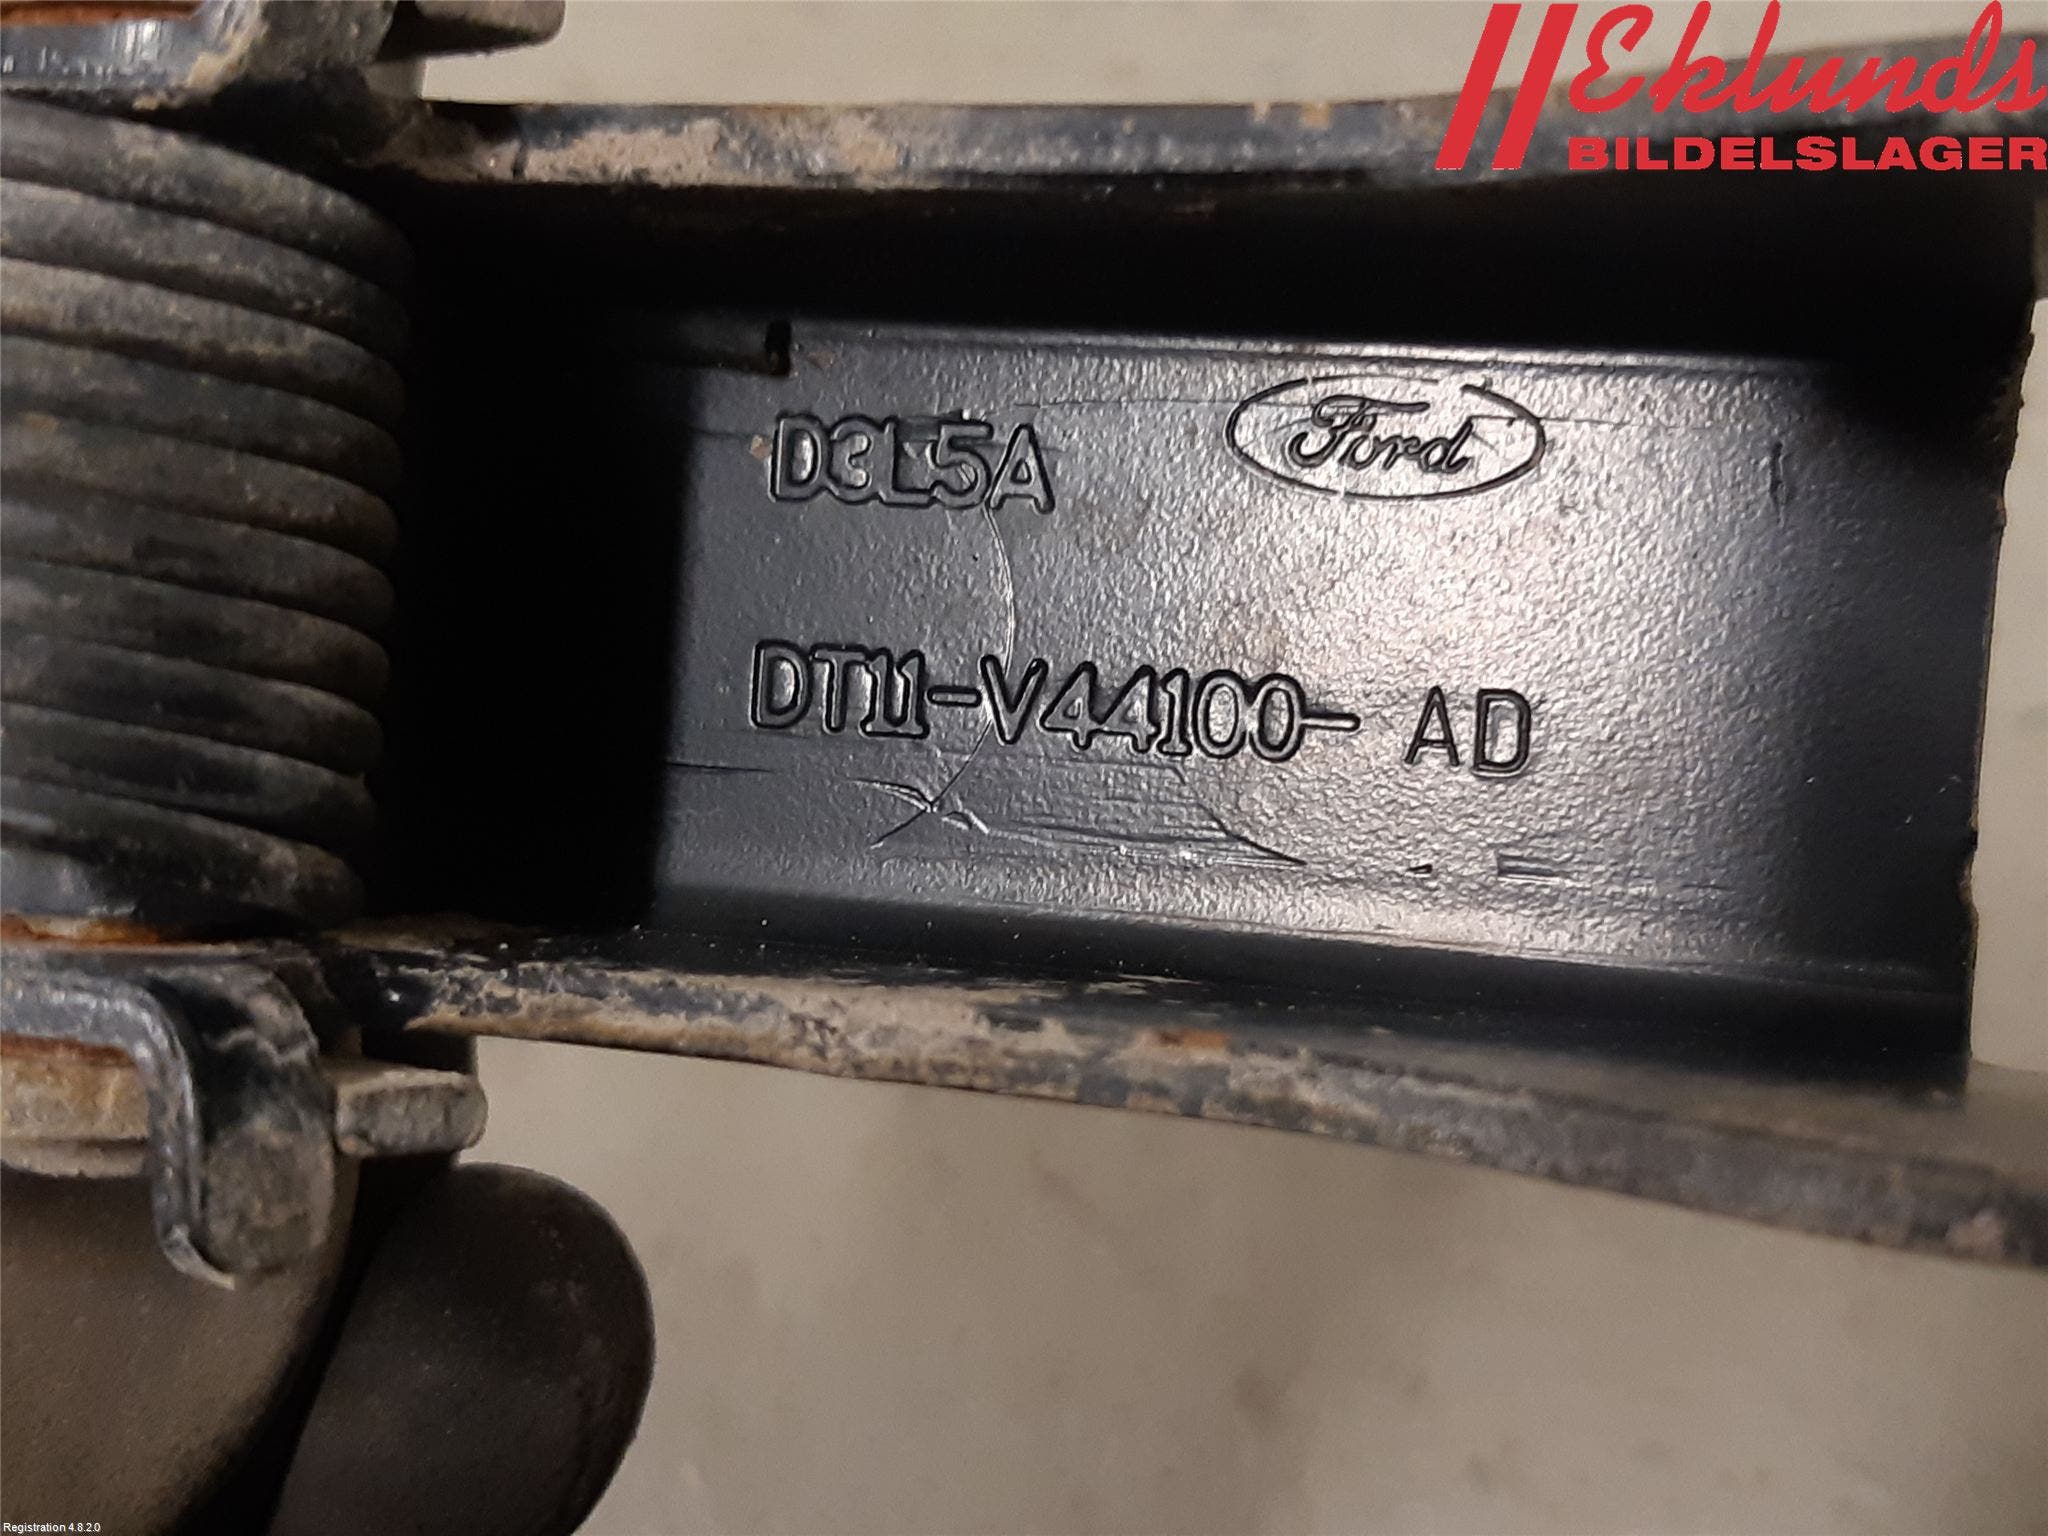 Eklunds
BILDELSLAGER
D3L5A
Ford
DT11-V44100- AD
Registration 4.8.2.0